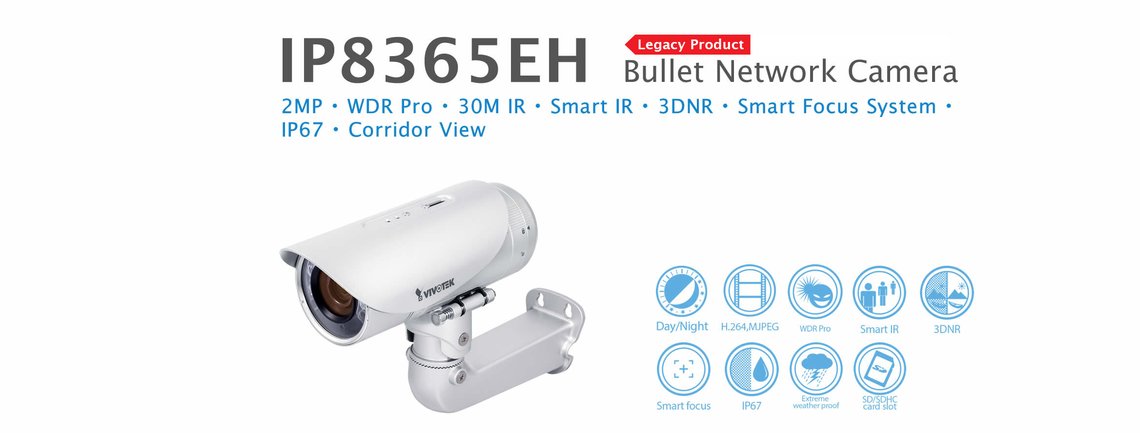 IP8365EH
Legacy Product
Bullet Network Camera
2MP • WDR Pro • 30M IR • Smart IR • 3DNR • Smart Focus System •
IP67 • Corridor View
VIVOTEK
Day/Night H.264,MJPEG WDR Pro Smart IR 3DNR
Smart focus IP67 Extreme weather proof SD/SDHC card slot